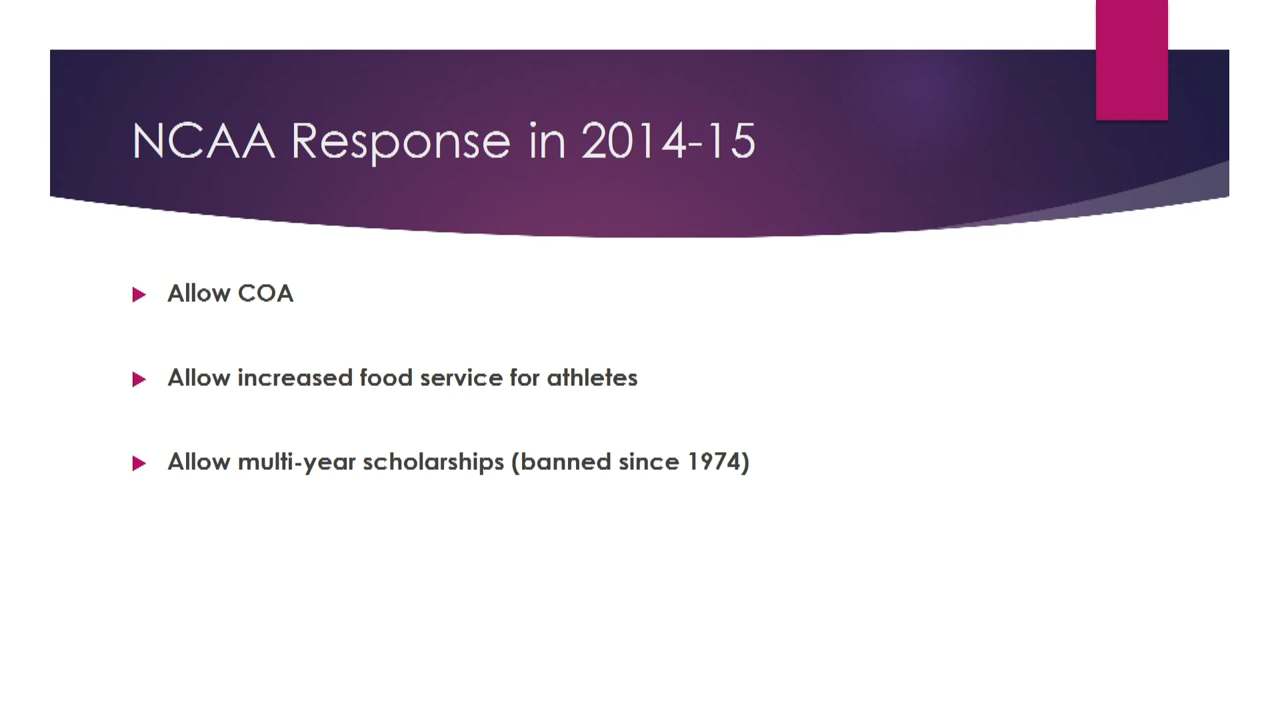 NCAA Response in 2014-15
Allow COA
Allow increased food service for athletes
Allow multi-year scholarships (banned since 1974)